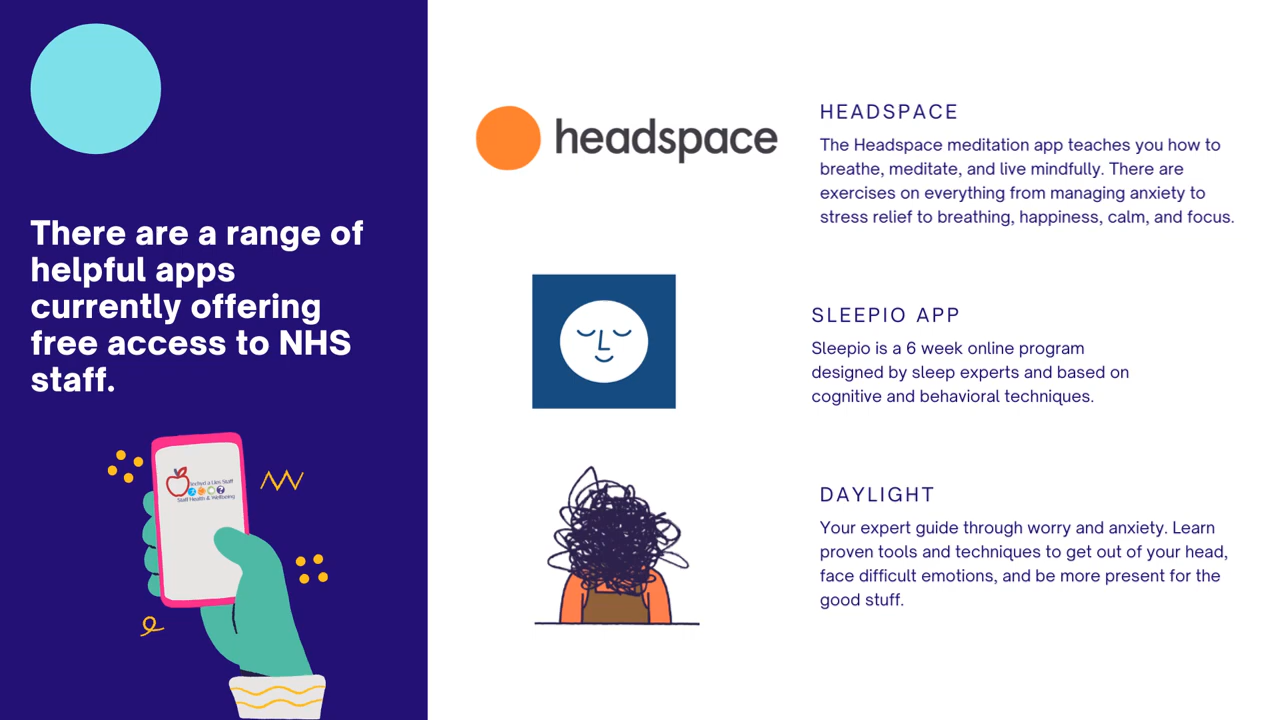 There are a range of
helpful apps
currently offering
free access to NHS
staff.
Iechyd a Lles Staff
Staff Health & Wellbeing
headspace
HEADSPACE
The Headspace meditation app teaches you how to
breathe, meditate, and live mindfully. There are
exercises on everything from managing anxiety to
stress relief to breathing, happiness, calm, and focus.
SLEEPIO APP
Sleepio is a 6 week online program
designed by sleep experts and based on
cognitive and behavioral techniques.
DAYLIGHT
Your expert guide through worry and anxiety. Learn
proven tools and techniques to get out of your head,
face difficult emotions, and be more present for the
good stuff.